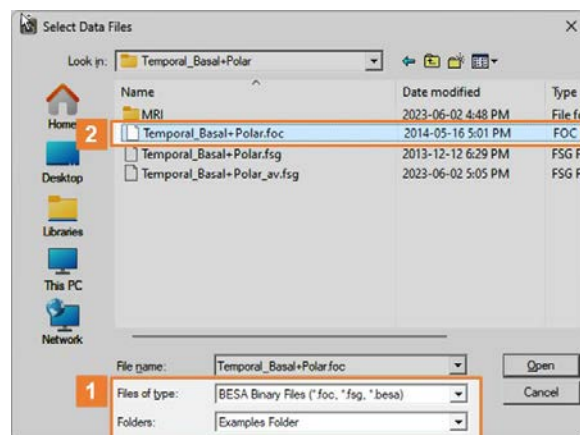 Select Data Files
Look in: Temporal_Basal+Polar
Name Date modified Type
MRI 2023-06-02 4:48 PM File f
2 Temporal_Basal+Polar.foc 2014-05-16 5:01 PM FOC
Temporal_Basal+Polar.fsg 2013-12-12 6:29 PM FSG F
Temporal_Basal+Polar_av.fsg 2023-06-02 5:05 PM FSG F
Home
Desktop
Libraries
This PC
Network
File name: Temporal_Basal+Polar.foc Open
1 Files of type: BESA Binary Files (*.foc, *.fsg, *.besa) Cancel
Folders: Examples Folder